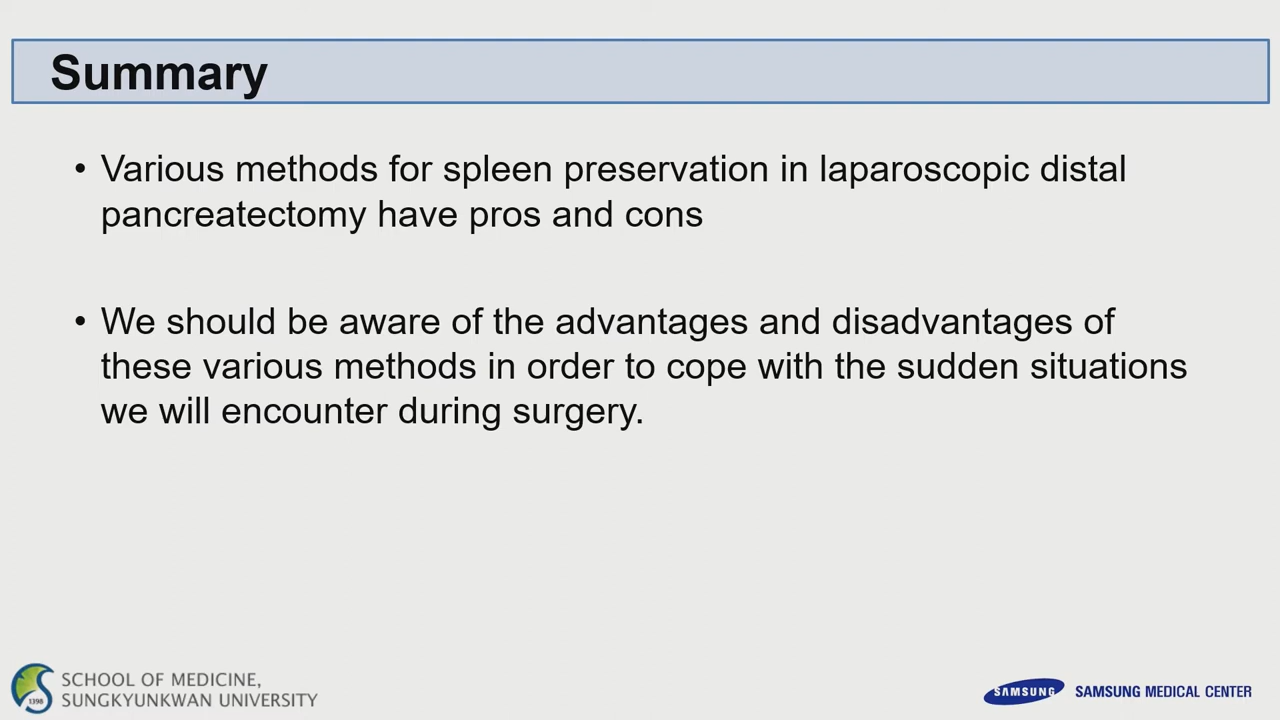 Summary
• Various methods for spleen preservation in laparoscopic distal
pancreatectomy have pros and cons
• We should be aware of the advantages and disadvantages of
these various methods in order to cope with the sudden situations
we will encounter during surgery.
1398
SCHOOL OF MEDICINE,
SUNGKYUNKWAN UNIVERSITY
SAMSUNG
SAMSUNG MEDICAL CENTER